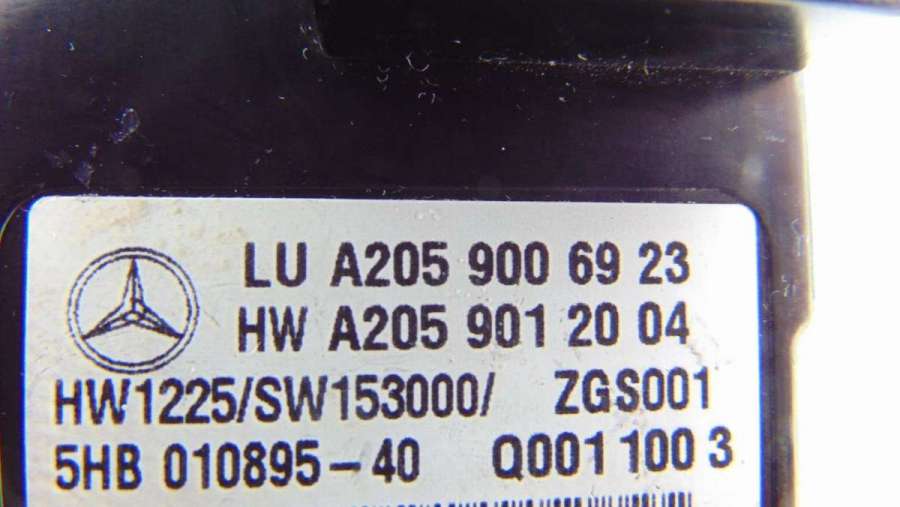 LU A205 900 69 23
HW A205 901 20 04
HW1225/SW153000/ ZGS001
5HB 010895-40 Q001 100 3